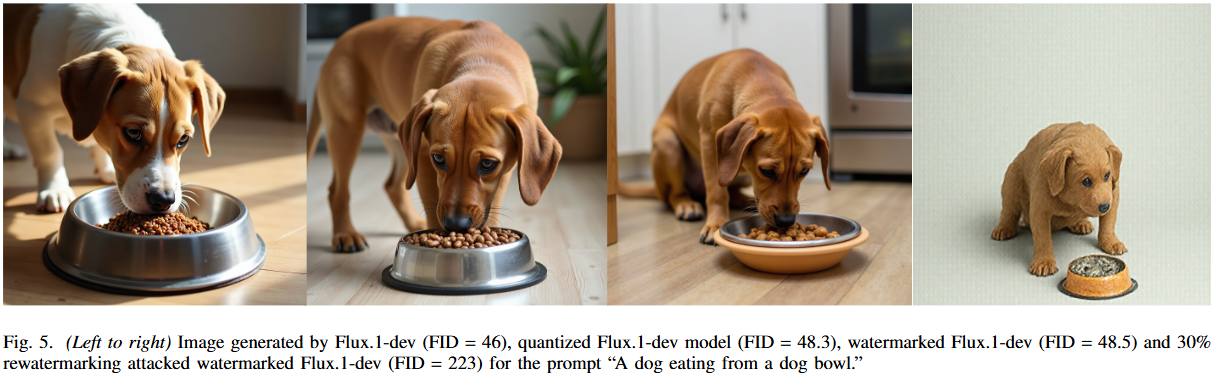 Fig. 5. (Left to right) Image generated by Flux.1-dev (FID = 46), quantized Flux.1-dev model (FID = 48.3), watermarked Flux.1-dev (FID = 48.5) and 30%
rewatermarking attacked watermarked Flux.1-dev (FID = 223) for the prompt “A dog eating from a dog bowl.”